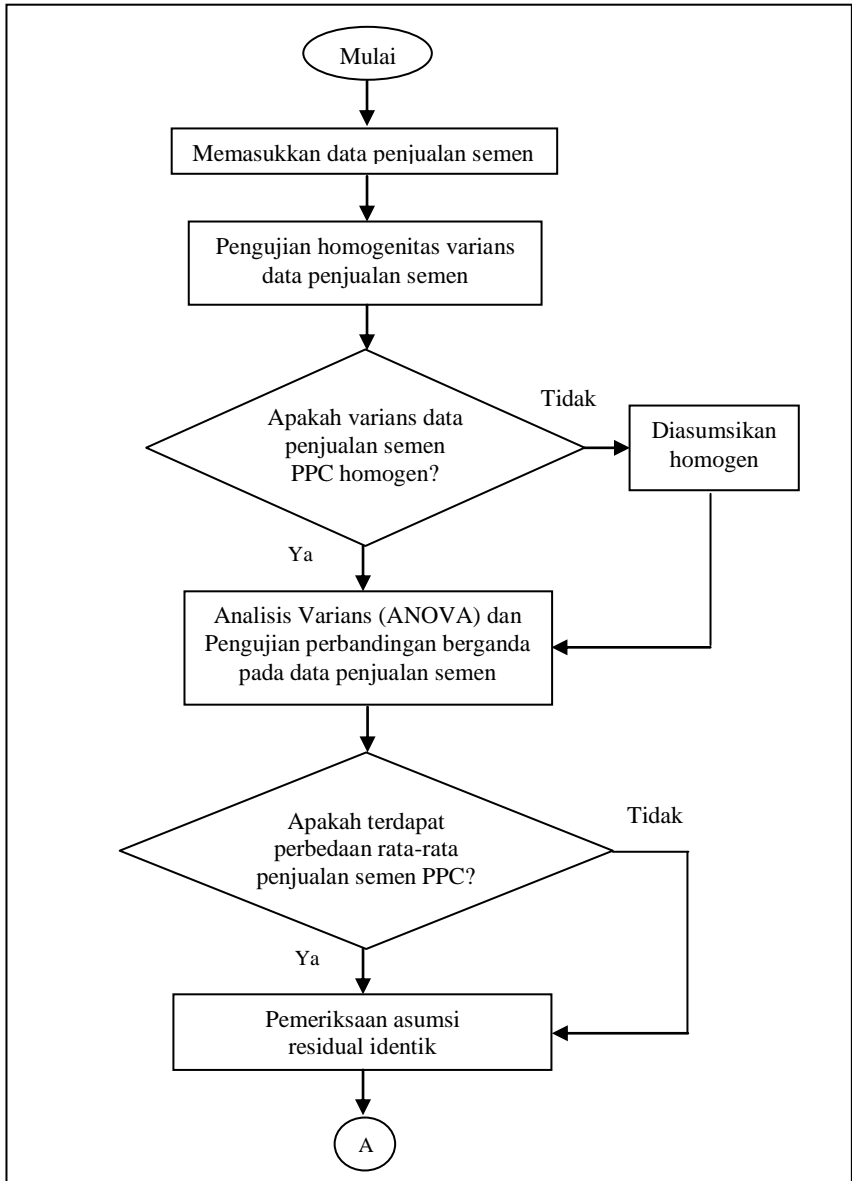 Mulai
Memasukkan data penjualan semen
Pengujian homogenitas varians
data penjualan semen
Apakah varians data
penjualan semen
PPC homogen?
Tidak
Diasumsikan
homogen
Ya
Analisis Varians (ANOVA) dan
Pengujian perbandingan berganda
pada data penjualan semen
Apakah terdapat
perbedaan rata-rata
penjualan semen PPC?
Tidak
Ya
Pemeriksaan asumsi
residual identik
A